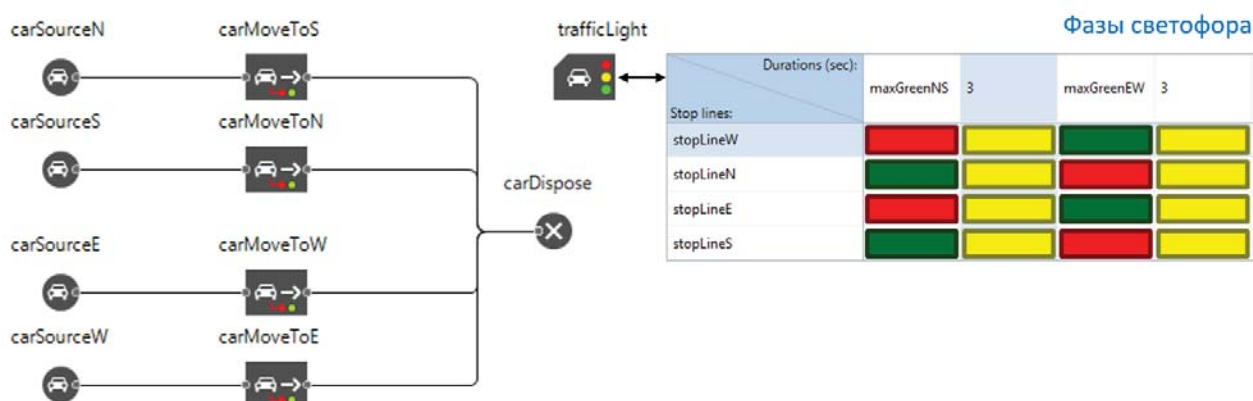 carSourceN
carMoveToS
carSourceS
carMoveToN
carDispose
carSourceE
carMoveToW
carSourceW
carMoveToE
trafficLight
Фазы светофора
Durations (sec):
maxGreenNS 3 maxGreenEW 3
Stop lines:
stopLineW
stopLineN
stopLineE
stopLineS